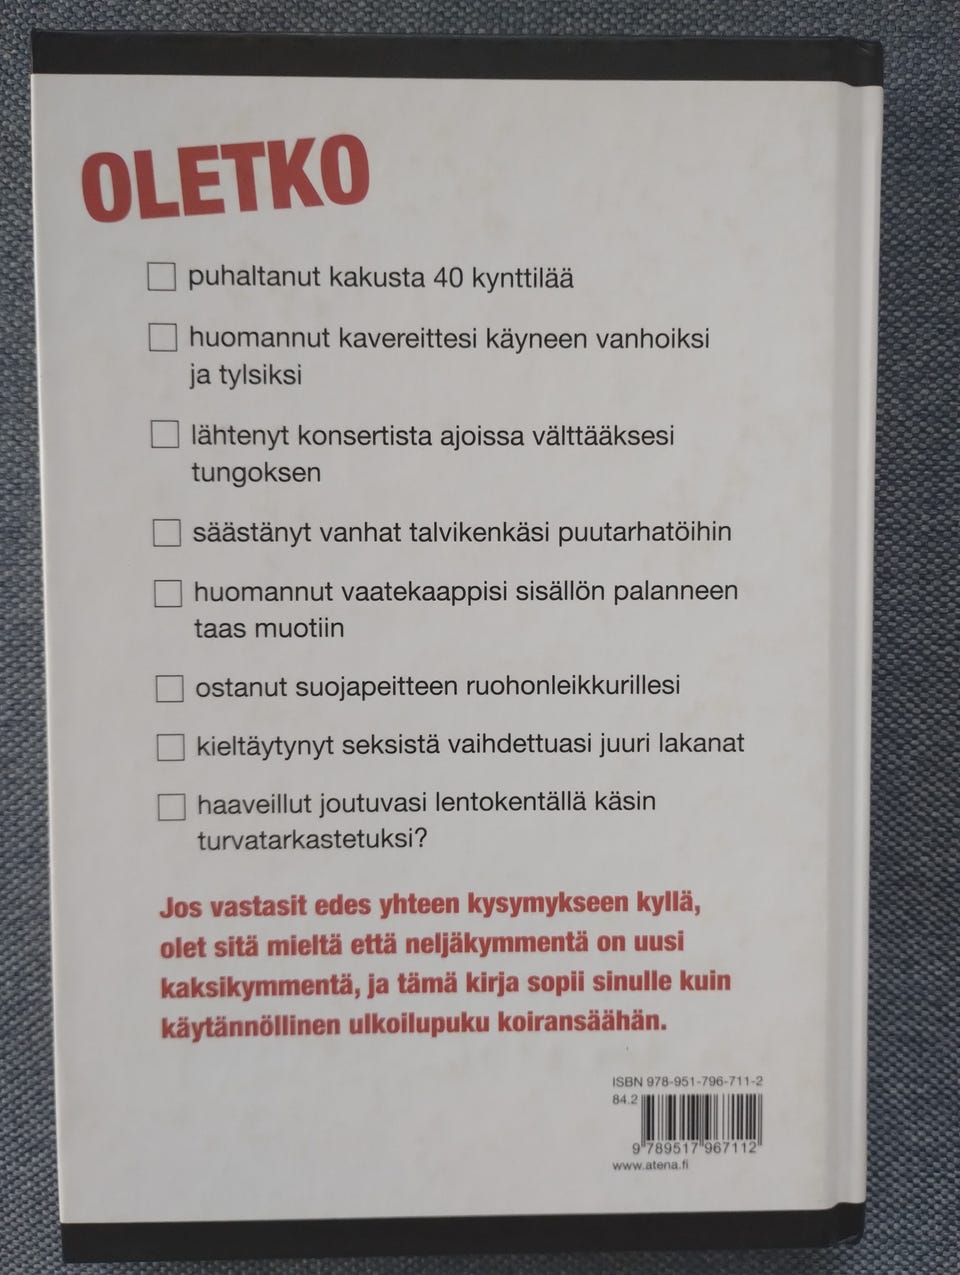 OLETKO
puhaltanut kakusta 40 kynttilää
huomannut kavereittesi käyneen vanhoiksi
ja tylsiksi
lähtenyt konsertista ajoissa välttääksesi
tungoksen
säästänyt vanhat talvikenkäsi puutarhatöihin
huomannut vaatekaappisi sisällön palanneen
taas muotiin
ostanut suojapeitteen ruohonleikkurillesi
kieltäytynyt seksistä vaihdettuasi juuri lakanat
haaveillut joutuvasi lentokentällä käsin
turvatarkastetuksi?
Jos vastasit edes yhteen kysymykseen kyllä,
olet sitä mieltä että neljäkymmentä on uusi
kaksikymmentä, ja tämä kirja sopii sinulle kuin
käytännöllinen ulkoilupuku koiransäähän.
ISBN 978-951-796-711-2
84.2
9 789517 967112
www.atena.fi